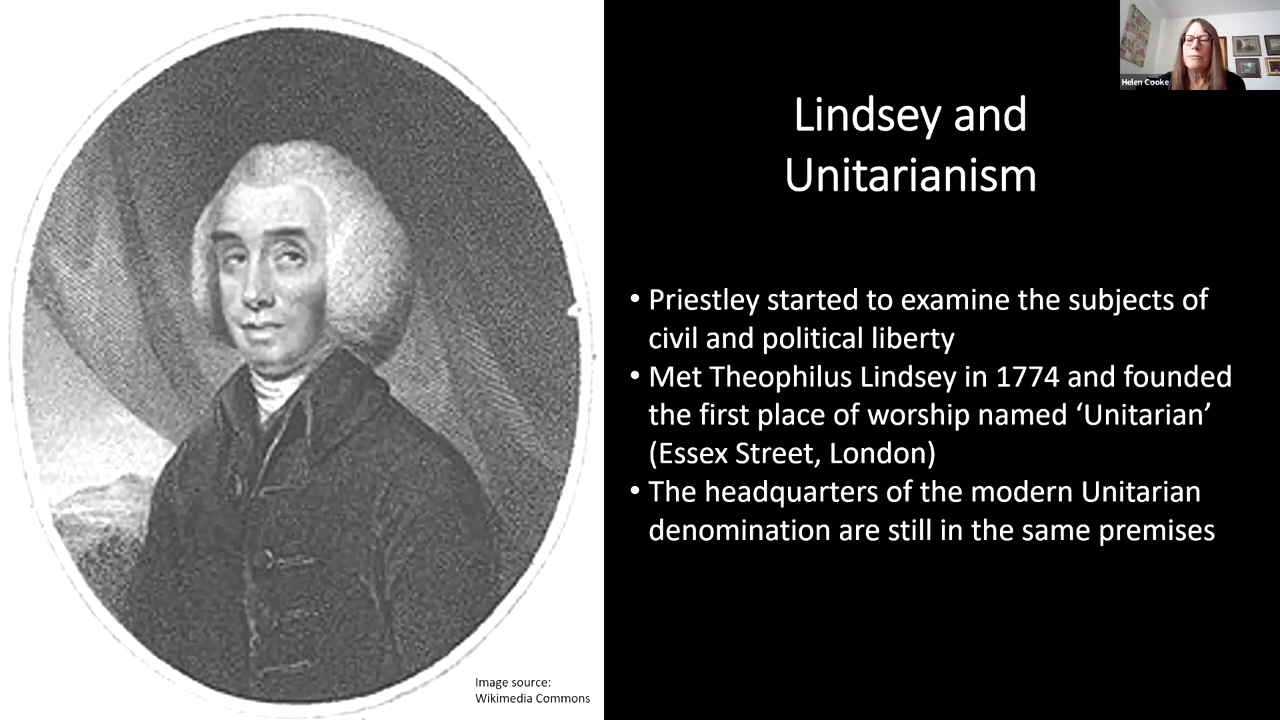 Helen Cooke
Lindsey and
Unitarianism
• Priestley started to examine the subjects of
civil and political liberty
• Met Theophilus Lindsey in 1774 and founded
the first place of worship named ‘Unitarian’
(Essex Street, London)
• The headquarters of the modern Unitarian
denomination are still in the same premises
Image source:
Wikimedia Commons